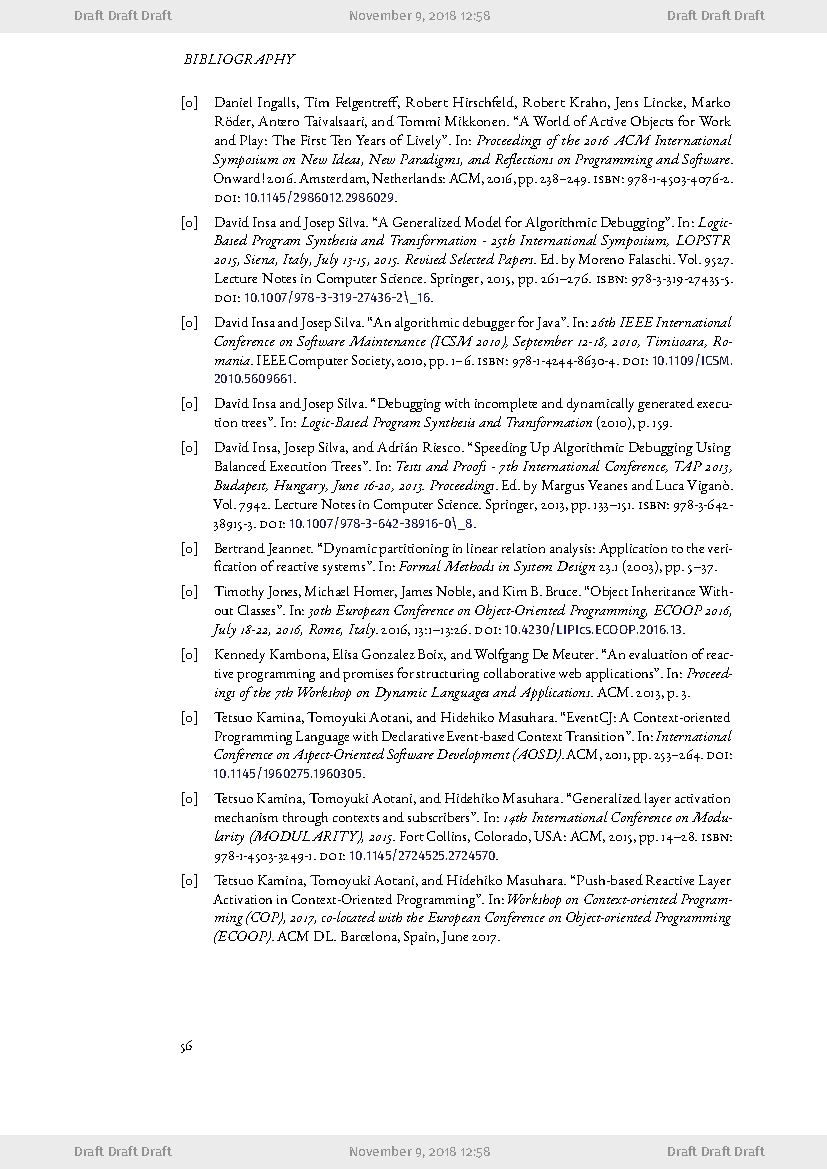 Draft Draft Draft November 9, 2018 12:58 Draft Draft Draft
BIBLIOGRAPHY
[0] Daniel Ingalls, Tim Felgentreff, Robert Hirschfeld, Robert Krahn, Jens Lincke, Marko
Röder, Antero Taivalsaari, and Tommi Mikkonen. “A World of Active Objects for Work
and Play: The First Ten Years of Lively”. In: Proceedings of the 2016 ACM International
Symposium on New Ideas, New Paradigms, and Reflections on Programming and Software.
Onward! 2016. Amsterdam, Netherlands: ACM, 2016, pp. 238–249. ISBN: 978-1-4503-4076-2.
DOI: 10.1145/2986012.2986029.
[0] David Insa and Josep Silva. “A Generalized Model for Algorithmic Debugging”. In: Logic-
Based Program Synthesis and Transformation - 25th International Symposium, LOPSTR
2015, Siena, Italy, July 13-15, 2015. Revised Selected Papers. Ed. by Moreno Falaschi. Vol. 9527.
Lecture Notes in Computer Science. Springer, 2015, pp. 261–276. ISBN: 978-3-319-27435-5.
DOI: 10.1007/978-3-319-27436-2\_16.
[0] David Insa and Josep Silva. “An algorithmic debugger for Java”. In: 26th IEEE International
Conference on Software Maintenance (ICSM 2010), September 12-18, 2010, Timisoara, Ro-
mania. IEEE Computer Society, 2010, pp. 1–6. ISBN: 978-1-4244-8630-4. DOI: 10.1109/ICSM.
2010.5609661.
[0] David Insa and Josep Silva. “Debugging with incomplete and dynamically generated execu-
tion trees”. In: Logic-Based Program Synthesis and Transformation (2010), p. 159.
[0] David Insa, Josep Silva, and Adrián Riesco. “Speeding Up Algorithmic Debugging Using
Balanced Execution Trees”. In: Tests and Proofs - 7th International Conference, TAP 2013,
Budapest, Hungary, June 16-20, 2013. Proceedings. Ed. by Margus Veanes and Luca Viganò.
Vol. 7942. Lecture Notes in Computer Science. Springer, 2013, pp. 133–151. ISBN: 978-3-642-
38915-3. DOI: 10.1007/978-3-642-38916-0\_8.
[0] Bertrand Jeannet. “Dynamic partitioning in linear relation analysis: Application to the veri-
fication of reactive systems”. In: Formal Methods in System Design 23.1 (2003), pp. 5–37.
[0] Timothy Jones, Michael Homer, James Noble, and Kim B. Bruce. “Object Inheritance With-
out Classes”. In: 30th European Conference on Object-Oriented Programming, ECOOP 2016,
July 18-22, 2016, Rome, Italy. 2016, 13:1–13:26. DOI: 10.4230/LIPIcs.ECOOP.2016.13.
[0] Kennedy Kambona, Elisa Gonzalez Boix, and Wolfgang De Meuter. “An evaluation of reac-
tive programming and promises for structuring collaborative web applications”. In: Proceed-
ings of the 7th Workshop on Dynamic Languages and Applications. ACM. 2013, p. 3.
[0] Tetsuo Kamina, Tomoyuki Aotani, and Hidehiko Masuhara. “EventCJ: A Context-oriented
Programming Language with Declarative Event-based Context Transition”. In: International
Conference on Aspect-Oriented Software Development (AOSD). ACM, 2011, pp. 253–264. DOI:
10.1145/1960275.1960305.
[0] Tetsuo Kamina, Tomoyuki Aotani, and Hidehiko Masuhara. “Generalized layer activation
mechanism through contexts and subscribers”. In: 14th International Conference on Modu-
larity (MODULARITY), 2015. Fort Collins, Colorado, USA: ACM, 2015, pp. 14–28. ISBN:
978-1-4503-3249-1. DOI: 10.1145/2724525.2724570.
[0] Tetsuo Kamina, Tomoyuki Aotani, and Hidehiko Masuhara. “Push-based Reactive Layer
Activation in Context-Oriented Programming”. In: Workshop on Context-oriented Program-
ming (COP), 2017, co-located with the European Conference on Object-oriented Programming
(ECOOP). ACM DL. Barcelona, Spain, June 2017.
56
Draft Draft Draft November 9, 2018 12:58 Draft Draft Draft